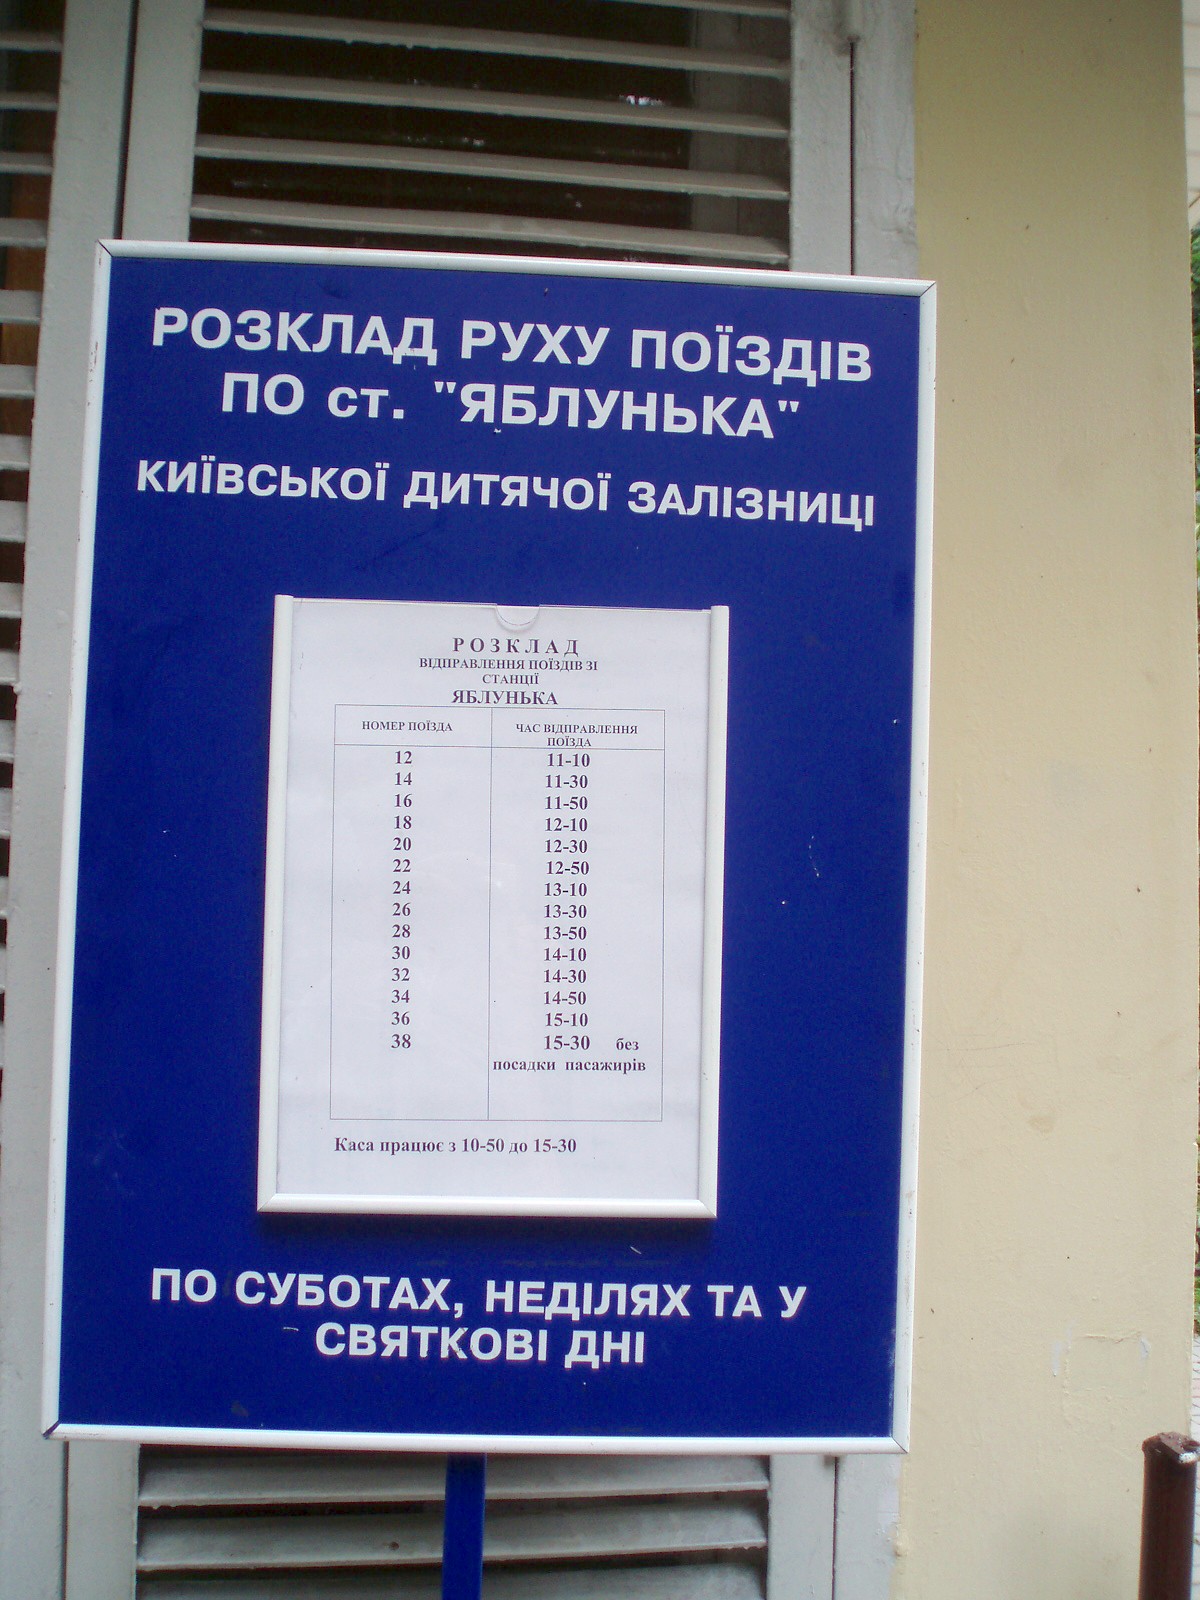 РОЗКЛАД РУХУ ПОЇЗДІВ
ПО ст. "ЯБЛУНЬКА"
КИЇВСЬКОЇ ДИТЯЧОЇ ЗАЛІЗНИЦІ
РОЗКЛАД
ВІДПРАВЛЕННЯ ПОЇЗДІВ ЗІ
СТАНЦІЇ
ЯБЛУНЬКА
НОМЕР ПОЇЗДА ЧАС ВІДПРАВЛЕННЯ
ПОЇЗДА
12 11-10
14 11-30
16 11-50
18 12-10
20 12-30
22 12-50
24 13-10
26 13-30
28 13-50
30 14-10
32 14-30
34 14-50
36 15-10
38 15-30 без
посадки пасажирів
Каса працює з 10-50 до 15-30
ПО СУБОТАХ, НЕДІЛЯХ ТА У
СВЯТКОВІ ДНІ